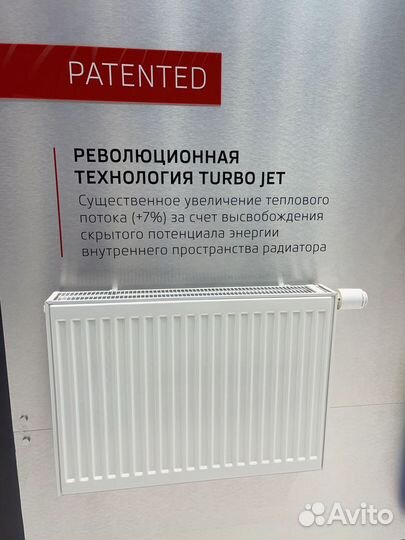 PATENTED
РЕВОЛЮЦИОННАЯ
ТЕХНОЛОГИЯ TURBO JET
Существенное увеличение теплового
потока (+7%) за счет высвобождения
скрытого потенциала энергии
внутреннего пространства радиатора
Avito